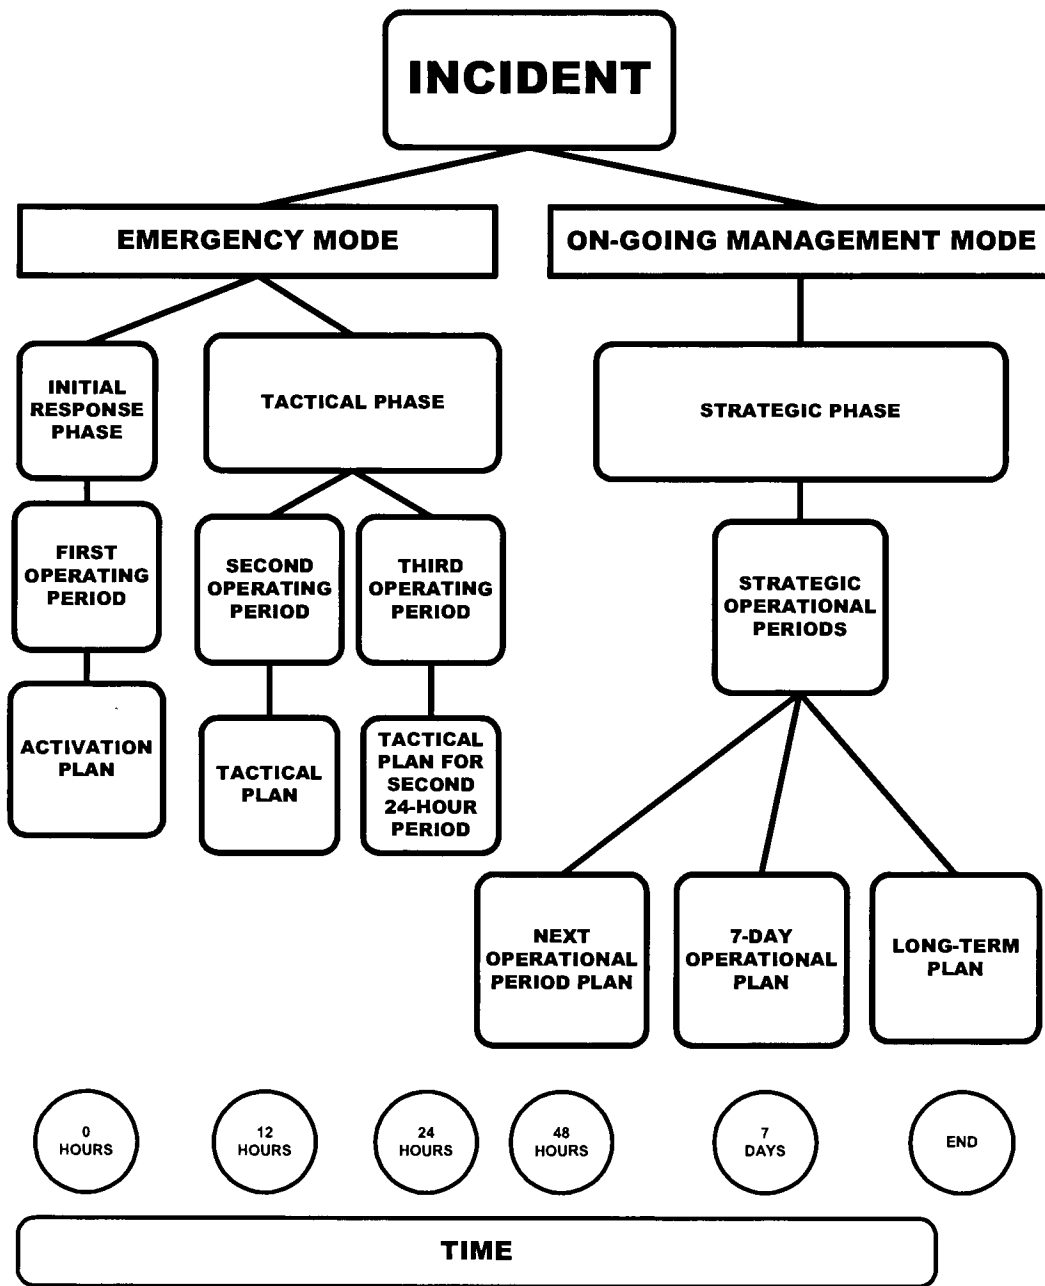 INCIDENT
EMERGENCY MODE
ON-GOING MANAGEMENT MODE
INITIAL
RESPONSE
PHASE
TACTICAL PHASE
STRATEGIC PHASE
FIRST
OPERATING
PERIOD
SECOND
OPERATING
PERIOD
THIRD
OPERATING
PERIOD
STRATEGIC
OPERATIONAL
PERIODS
ACTIVATION
PLAN
TACTICAL
PLAN
TACTICAL
PLAN FOR
SECOND
24-HOUR
PERIOD
NEXT
OPERATIONAL
PERIOD PLAN
7-DAY
OPERATIONAL
PLAN
LONG-TERM
PLAN
0
HOURS
12
HOURS
24
HOURS
48
HOURS
7
DAYS
END
TIME